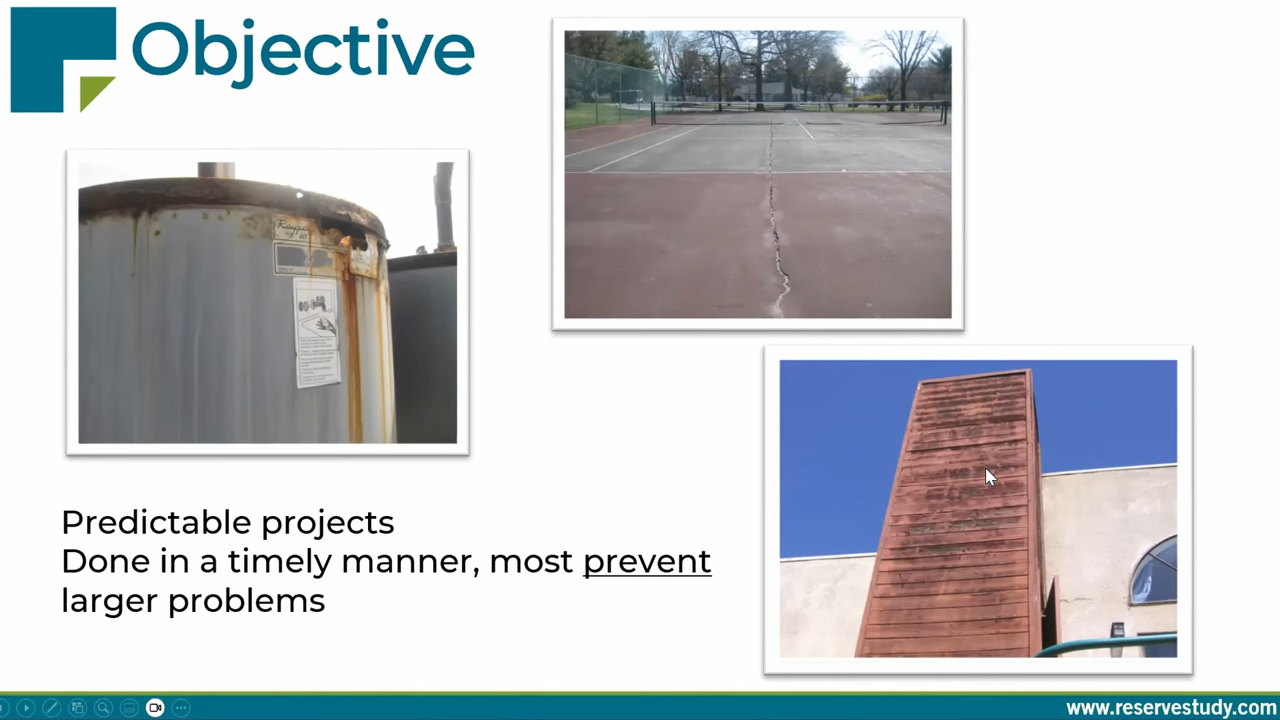 Objective
Predictable projects
Done in a timely manner, most prevent
larger problems
www.reservestudy.com